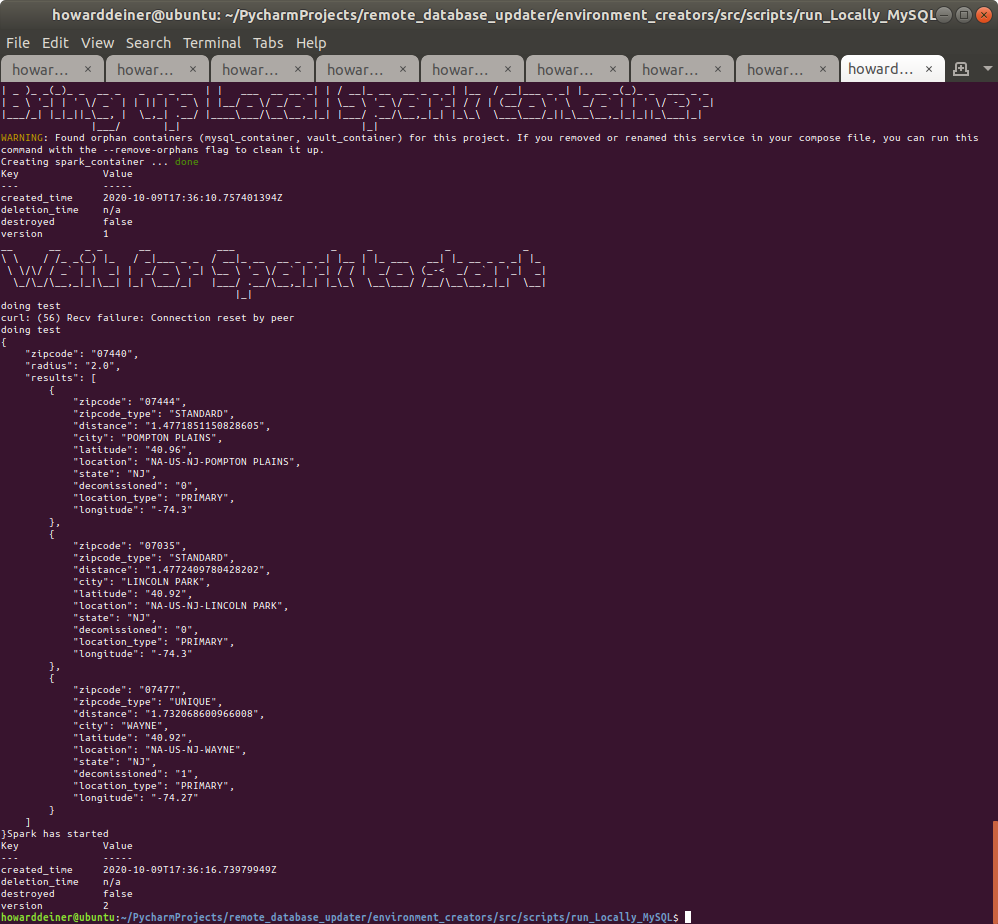 howarddeiner@ubuntu: ~/PycharmProjects/remote_database_updater/environment_creators/src/scripts/run_Locally_MySQL
File Edit View Search Terminal Tabs Help
howar... × howar... × howar... × howar... × howar... × howar... × howar... × howar... × howard... ×
Bring up Local Spark Container
WARNING: Found orphan containers (mysql_container, vault_container) for this project. If you removed or renamed this service in your compose file, you can run this
command with the --remove-orphans flag to clean it up.
Creating spark_container ... done
Key Value
--- -----
created_time 2020-10-09T17:36:10.757401394Z
deletion_time n/a
destroyed false
version 1
Wait for Spark to start
doing test
curl: (56) Recv failure: Connection reset by peer
doing test
{
"zipcode": "07440",
"radius": "2.0",
"results": [
{
"zipcode": "07444",
"zipcode_type": "STANDARD",
"distance": "1.4771851150828605",
"city": "POMPTON PLAINS",
"latitude": "40.96",
"location": "NA-US-NJ-POMPTON PLAINS",
"state": "NJ",
"decomissioned": "0",
"location_type": "PRIMARY",
"longitude": "-74.3"
},
{
"zipcode": "07035",
"zipcode_type": "STANDARD",
"distance": "1.4772409780428202",
"city": "LINCOLN PARK",
"latitude": "40.92",
"location": "NA-US-NJ-LINCOLN PARK",
"state": "NJ",
"decomissioned": "0",
"location_type": "PRIMARY",
"longitude": "-74.3"
},
{
"zipcode": "07477",
"zipcode_type": "UNIQUE",
"distance": "1.732068600966008",
"city": "WAYNE",
"latitude": "40.92",
"location": "NA-US-NJ-WAYNE",
"state": "NJ",
"decomissioned": "1",
"location_type": "PRIMARY",
"longitude": "-74.27"
}
]
}Spark has started
Key Value
--- -----
created_time 2020-10-09T17:36:16.73979949Z
deletion_time n/a
destroyed false
version 2
howarddeiner@ubuntu:~/PycharmProjects/remote_database_updater/environment_creators/src/scripts/run_Locally_MySQL$